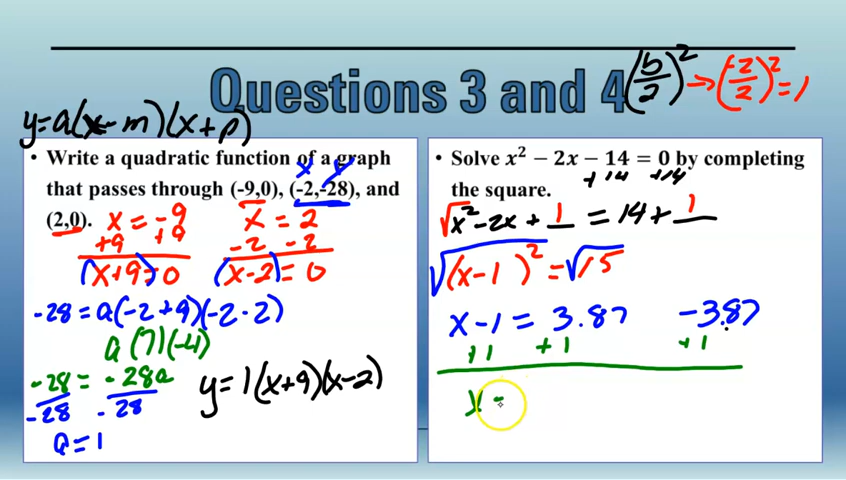 Questions 3 and 4
(b/2)² → (-2/2)² = 1
y = a(x - m)(x + p)
• Write a quadratic function of a graph
that passes through (-9,0), (-2,-28), and
(2,0).
x y
x = -9
+9 +9
(x+9) = 0
x = 2
-2 -2
(x-2) = 0
-28 = a(-2+9)(-2-2)
a(7)(-4)
-28 = -28a
-28 -28
a = 1
y = 1(x+9)(x-2)
• Solve x² − 2x − 14 = 0 by completing
the square.
+14 +14
√x² - 2x + 1 = 14 + 1
√(x-1)² = √15
x - 1 = 3.87 -3.87
+1 +1 +1
x =